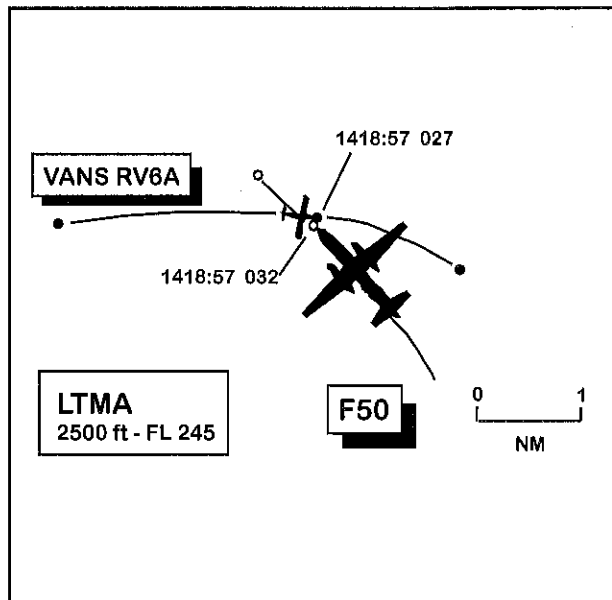 1418:57 027
VANS RV6A
1418:57 032
LTMA
2500 ft - FL 245
F50
0 1
NM